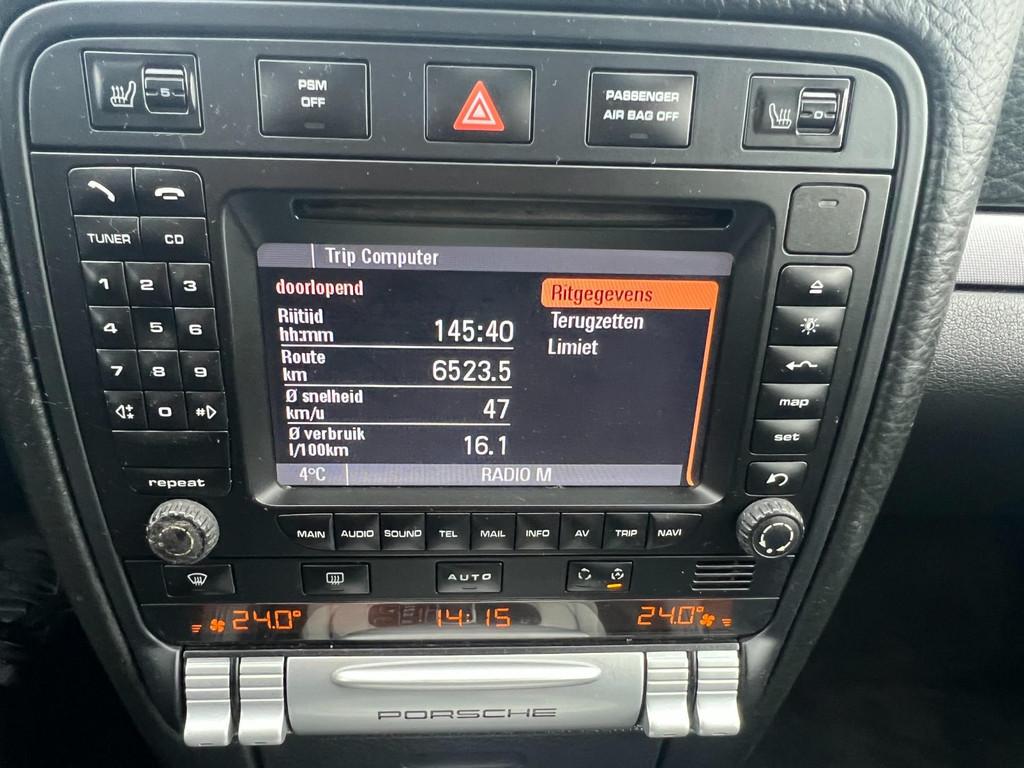 5
PSM
OFF
PASSENGER
AIR BAG OFF
0
TUNER
CD
1 2 3
4 5 6
7 8 9
* 0 #
repeat
Trip Computer
doorlopend
Rijtijd
hh:mm 145:40
Route
km 6523.5
Ø snelheid
km/u 47
Ø verbruik
l/100km 16.1
Ritgegevens
Terugzetten
Limiet
4°C RADIO M
map
set
MAIN AUDIO SOUND TEL MAIL INFO AV TRIP NAVI
AUTO
24.0° 14:15 24.0°
PORSCHE